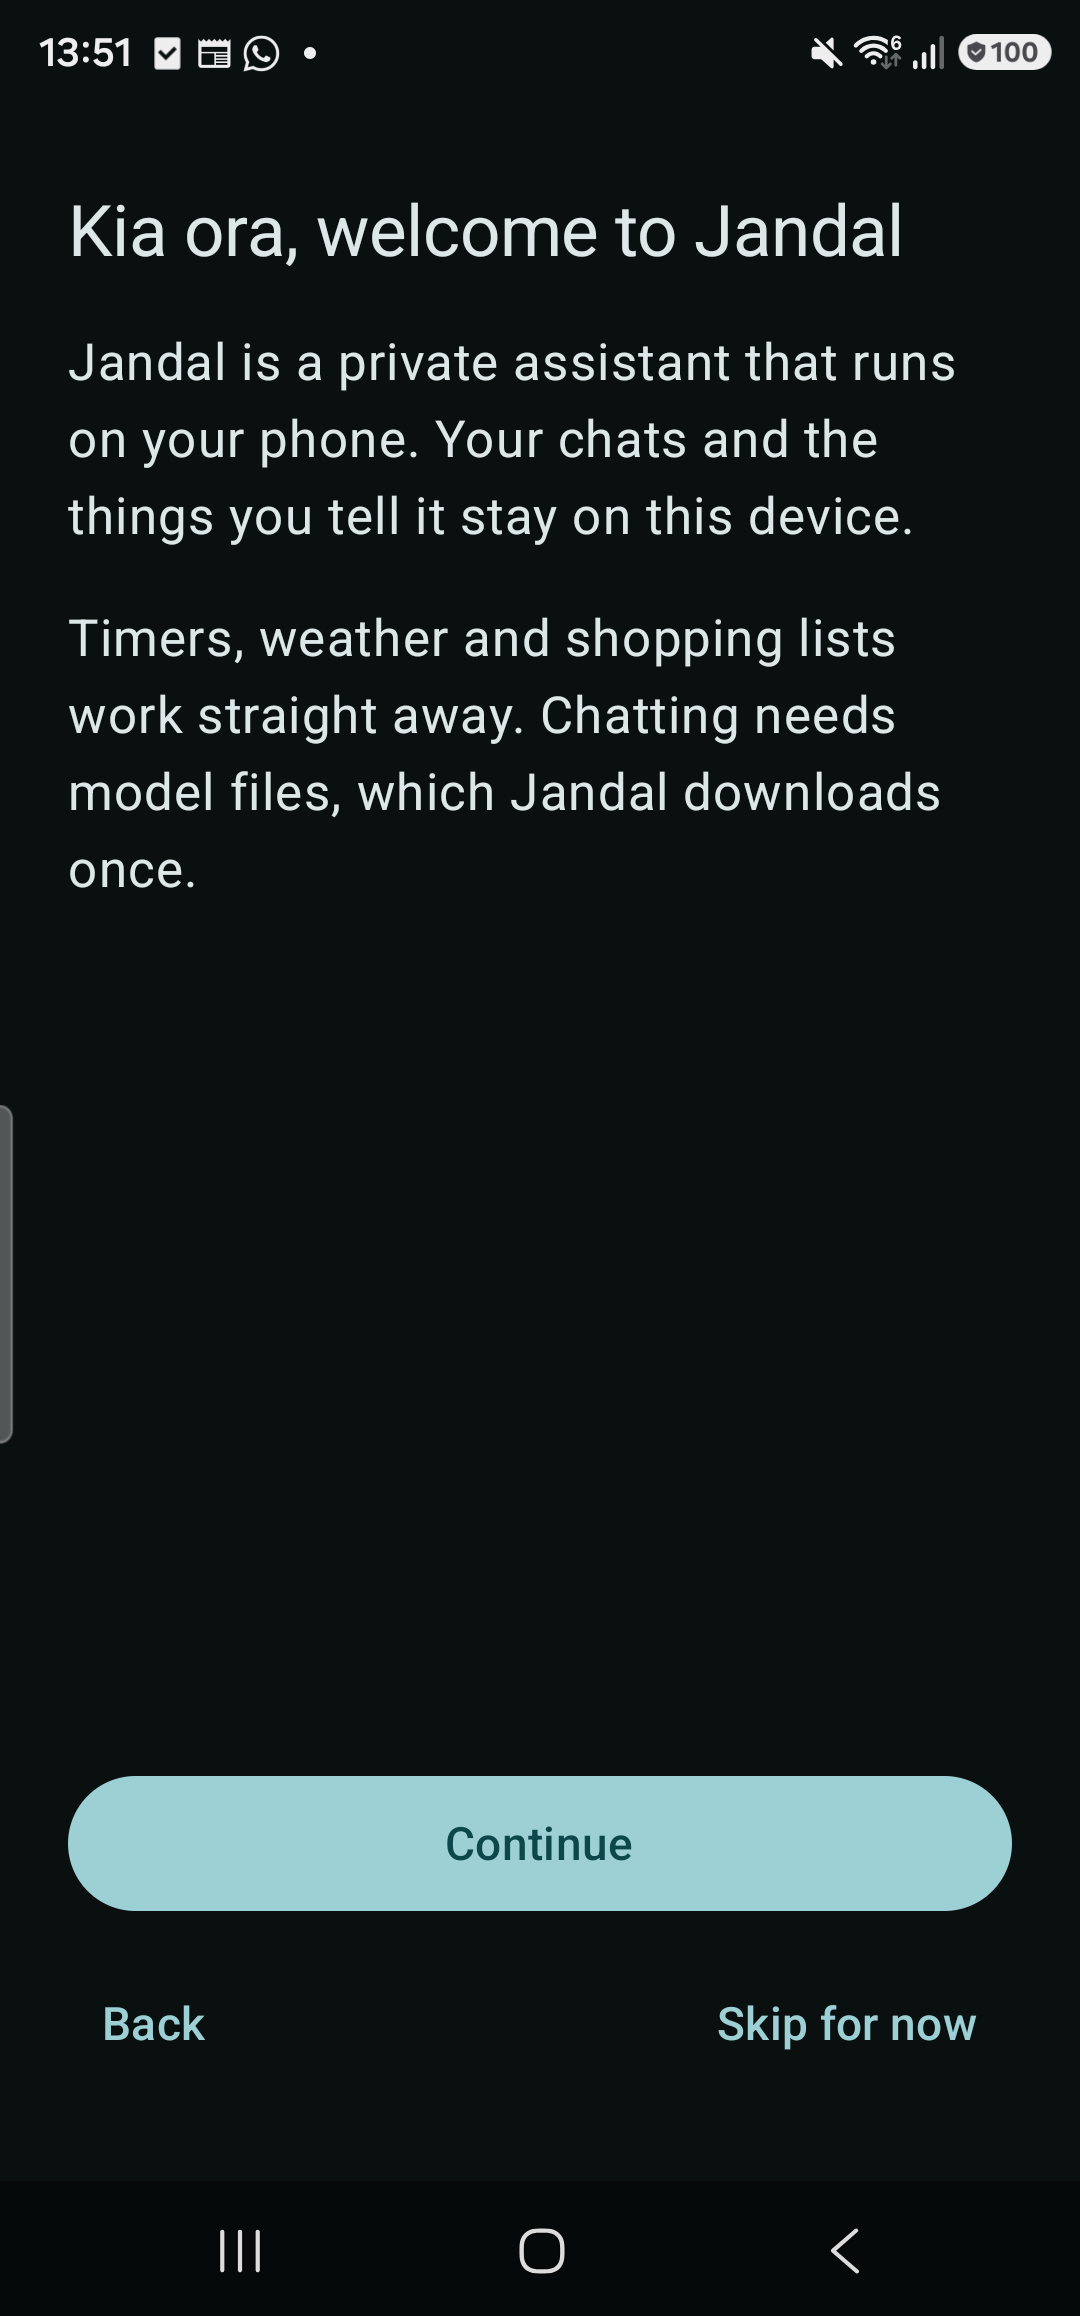 13:51
6
100
Kia ora, welcome to Jandal
Jandal is a private assistant that runs
on your phone. Your chats and the
things you tell it stay on this device.
Timers, weather and shopping lists
work straight away. Chatting needs
model files, which Jandal downloads
once.
Continue
Back
Skip for now